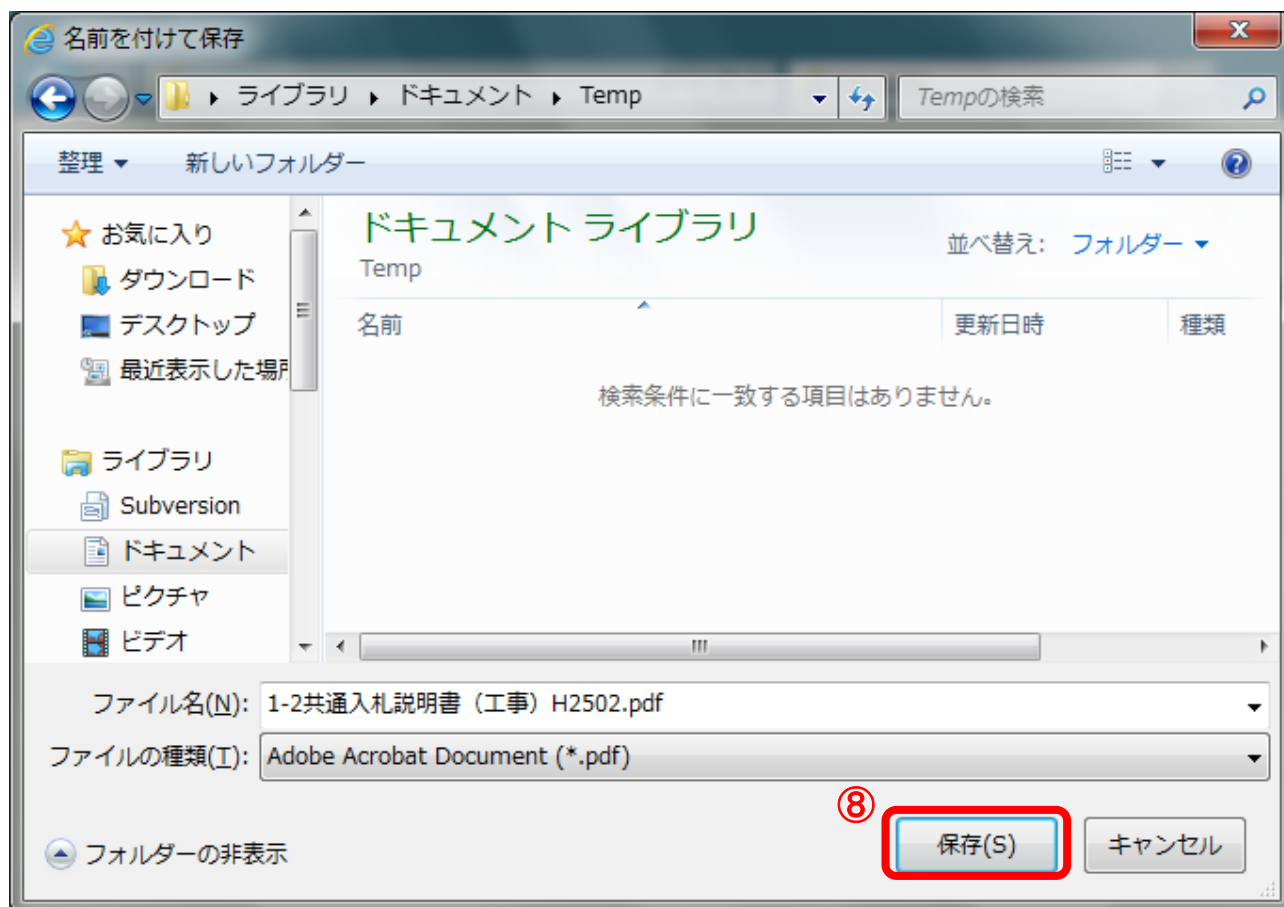 名前を付けて保存
ライブラリ ドキュメント Temp Tempの検索
整理 新しいフォルダー
お気に入り
ダウンロード
デスクトップ
最近表示した場所
ライブラリ
Subversion
ドキュメント
ピクチャ
ビデオ
ドキュメント ライブラリ
Temp
並べ替え: フォルダー
名前 更新日時 種類
検索条件に一致する項目はありません。
ファイル名(N): 1-2共通入札説明書（工事）H2502.pdf
ファイルの種類(T): Adobe Acrobat Document (*.pdf)
⑧
フォルダーの非表示 保存(S) キャンセル